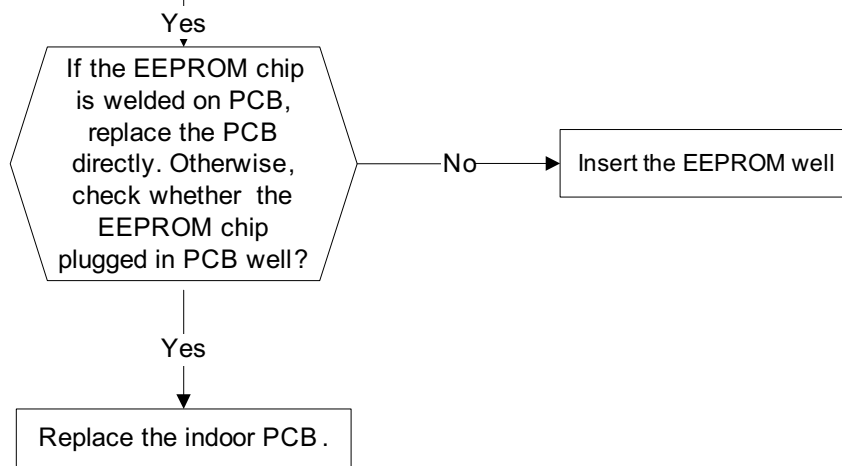 Yes
If the EEPROM chip
is welded on PCB,
replace the PCB
directly. Otherwise,
check whether the
EEPROM chip
plugged in PCB well?
No
Insert the EEPROM well
Yes
Replace the indoor PCB.